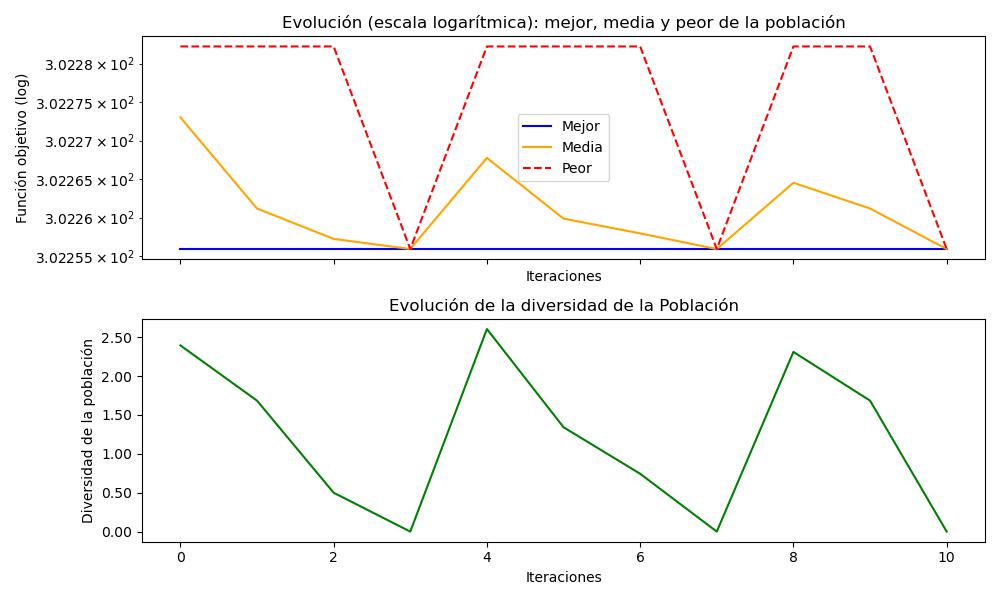 Evolución (escala logarítmica): mejor, media y peor de la población
Función objetivo (log)
3.0228 × 10²
3.02275 × 10²
3.0227 × 10²
3.02265 × 10²
3.0226 × 10²
3.02255 × 10²
Mejor
Media
Peor
Iteraciones
Evolución de la diversidad de la Población
Diversidad de la población
2.50
2.00
1.50
1.00
0.50
0.00
0 2 4 6 8 10
Iteraciones